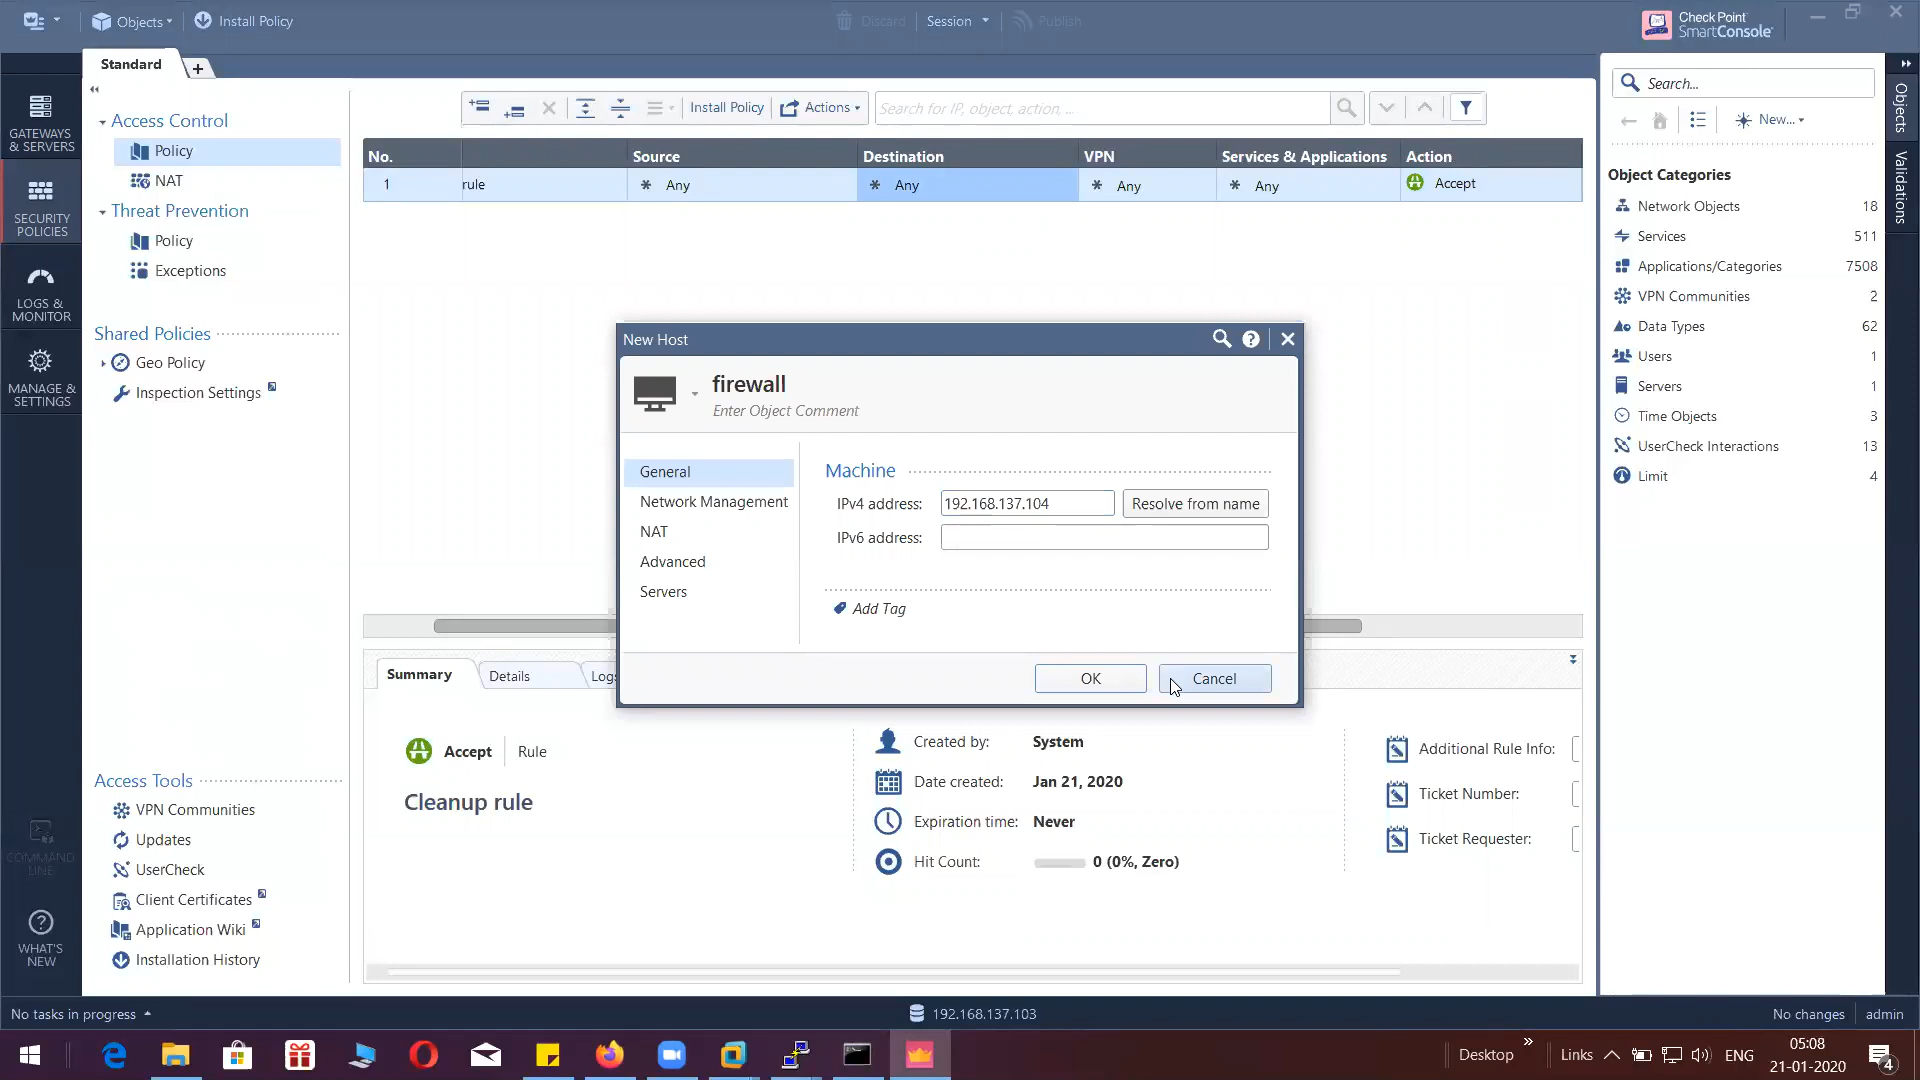 Objects
Install Policy
Discard
Session
Publish
Check Point
SmartConsole
Standard
+
GATEWAYS
& SERVERS
SECURITY
POLICIES
LOGS &
MONITOR
MANAGE &
SETTINGS
COMMAND
LINE
WHAT'S
NEW
Access Control
Policy
NAT
Threat Prevention
Policy
Exceptions
Shared Policies
Geo Policy
Inspection Settings
Access Tools
VPN Communities
Updates
UserCheck
Client Certificates
Application Wiki
Installation History
Install Policy
Actions
Search for IP, object, action, ...
No. Source Destination VPN Services & Applications Action
1 rule * Any * Any * Any * Any Accept
New Host
firewall
Enter Object Comment
General
Network Management
NAT
Advanced
Servers
Machine
IPv4 address: 192.168.137.104 Resolve from name
IPv6 address:
Add Tag
OK Cancel
Summary Details Logs
Accept Rule
Cleanup rule
Created by: System
Date created: Jan 21, 2020
Expiration time: Never
Hit Count: 0 (0%, Zero)
Additional Rule Info:
Ticket Number:
Ticket Requester:
Search...
New...
Object Categories
Network Objects 18
Services 511
Applications/Categories 7508
VPN Communities 2
Data Types 62
Users 1
Servers 1
Time Objects 3
UserCheck Interactions 13
Limit 4
Objects
Validations
No tasks in progress
192.168.137.103
No changes admin
Desktop
Links
ENG
05:08
21-01-2020
4